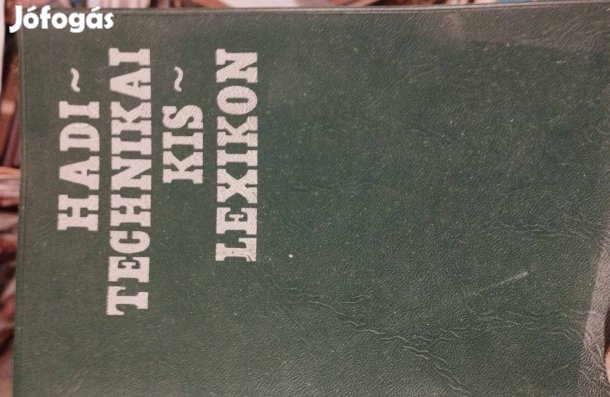 Jófogás
HADI~
TECHNIKAI
KIS~
LEXIKON